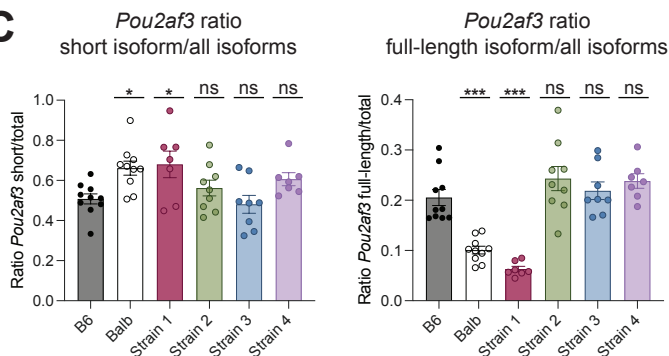 C
Pou2af3 ratio
short isoform/all isoforms
Ratio Pou2af3 short/total
* * ns ns ns
1.0
0.8
0.6
0.4
0.2
0.0
B6 Balb Strain 1 Strain 2 Strain 3 Strain 4
Pou2af3 ratio
full-length isoform/all isoforms
Ratio Pou2af3 full-length/total
*** *** ns ns ns
0.4
0.3
0.2
0.1
0.0
B6 Balb Strain 1 Strain 2 Strain 3 Strain 4